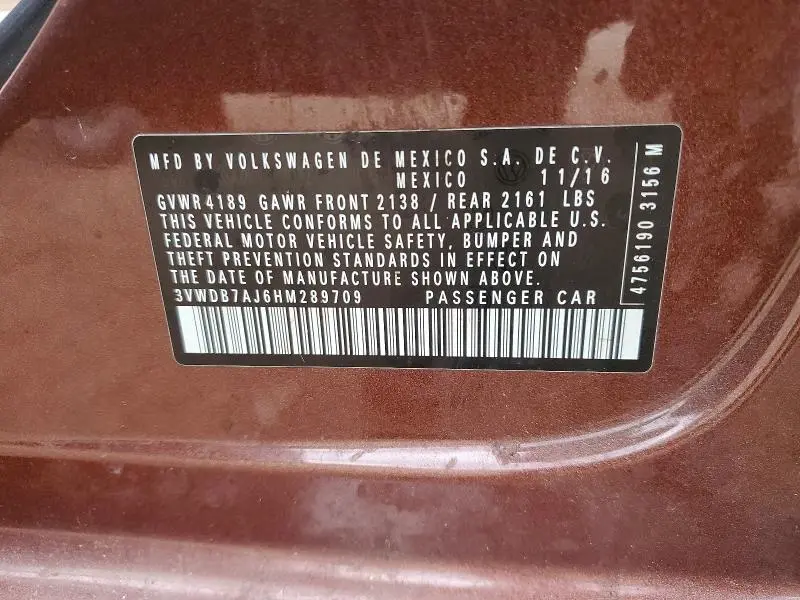 MFD BY VOLKSWAGEN DE MEXICO S.A. DE C.V.
MEXICO 11/16
GVWR 4189 GAWR FRONT 2138 / REAR 2161 LBS
THIS VEHICLE CONFORMS TO ALL APPLICABLE U.S.
FEDERAL MOTOR VEHICLE SAFETY, BUMPER AND
THEFT PREVENTION STANDARDS IN EFFECT ON
THE DATE OF MANUFACTURE SHOWN ABOVE.
3VWDB7AJ6HM289709 PASSENGER CAR
4756190 3156 M